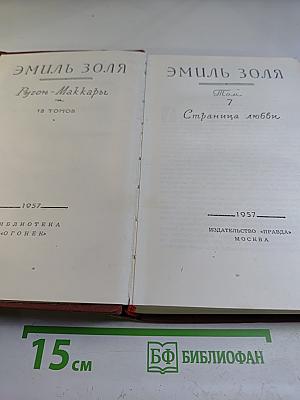 ЭМИЛЬ ЗОЛЯ
Ругон-Маккары
18 ТОМОВ
1957
БИБЛИОТЕКА
«ОГОНЕК»
ЭМИЛЬ ЗОЛЯ
Том
7
Страница любви
1957
ИЗДАТЕЛЬСТВО «ПРАВДА»
МОСКВА
15 см
БФ БИБЛИОФАН